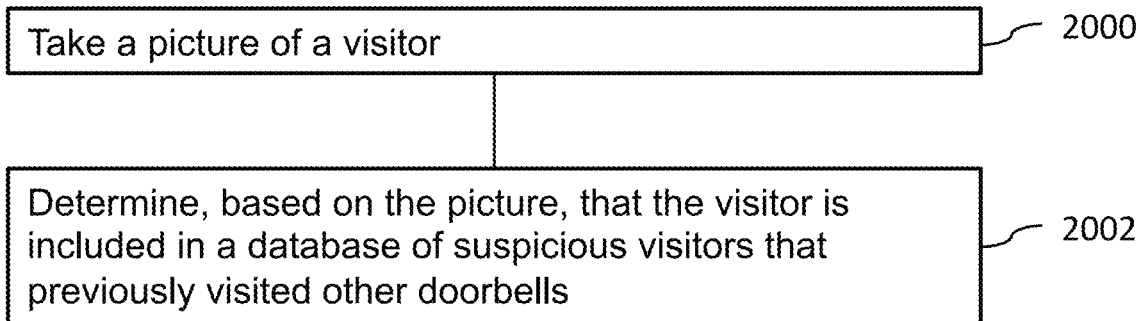 Take a picture of a visitor
2000
Determine, based on the picture, that the visitor is
included in a database of suspicious visitors that
previously visited other doorbells
2002